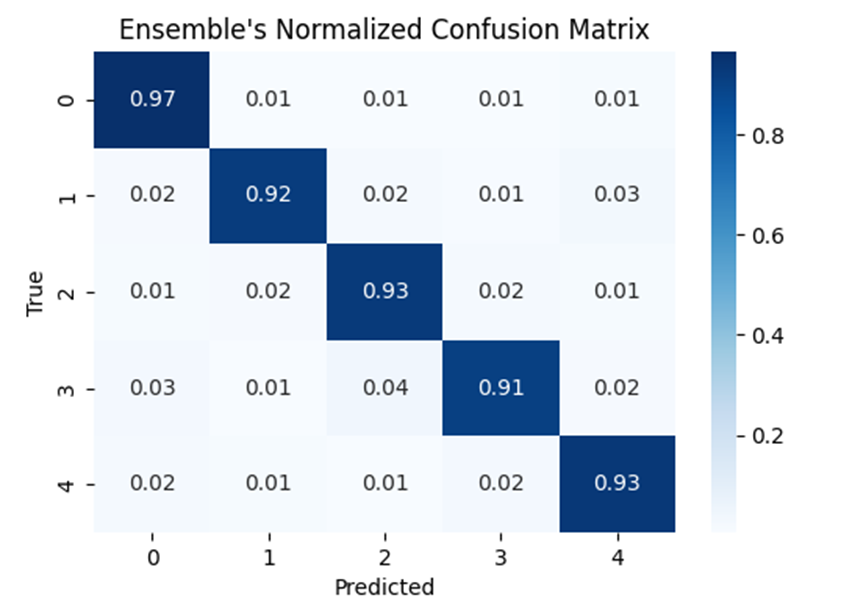 Ensemble's Normalized Confusion Matrix
0 0.97 0.01 0.01 0.01 0.01
1 0.02 0.92 0.02 0.01 0.03
2 0.01 0.02 0.93 0.02 0.01
3 0.03 0.01 0.04 0.91 0.02
4 0.02 0.01 0.01 0.02 0.93
0 1 2 3 4
Predicted
True
0.8
0.6
0.4
0.2